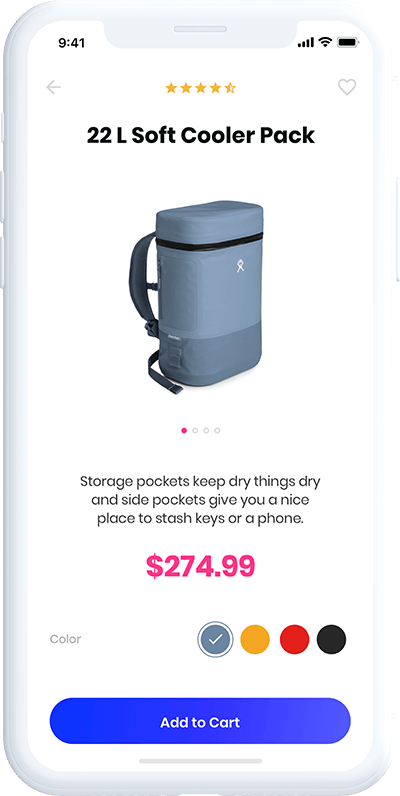 9:41
22 L Soft Cooler Pack
Storage pockets keep dry things dry
and side pockets give you a nice
place to stash keys or a phone.
$274.99
Color
Add to Cart